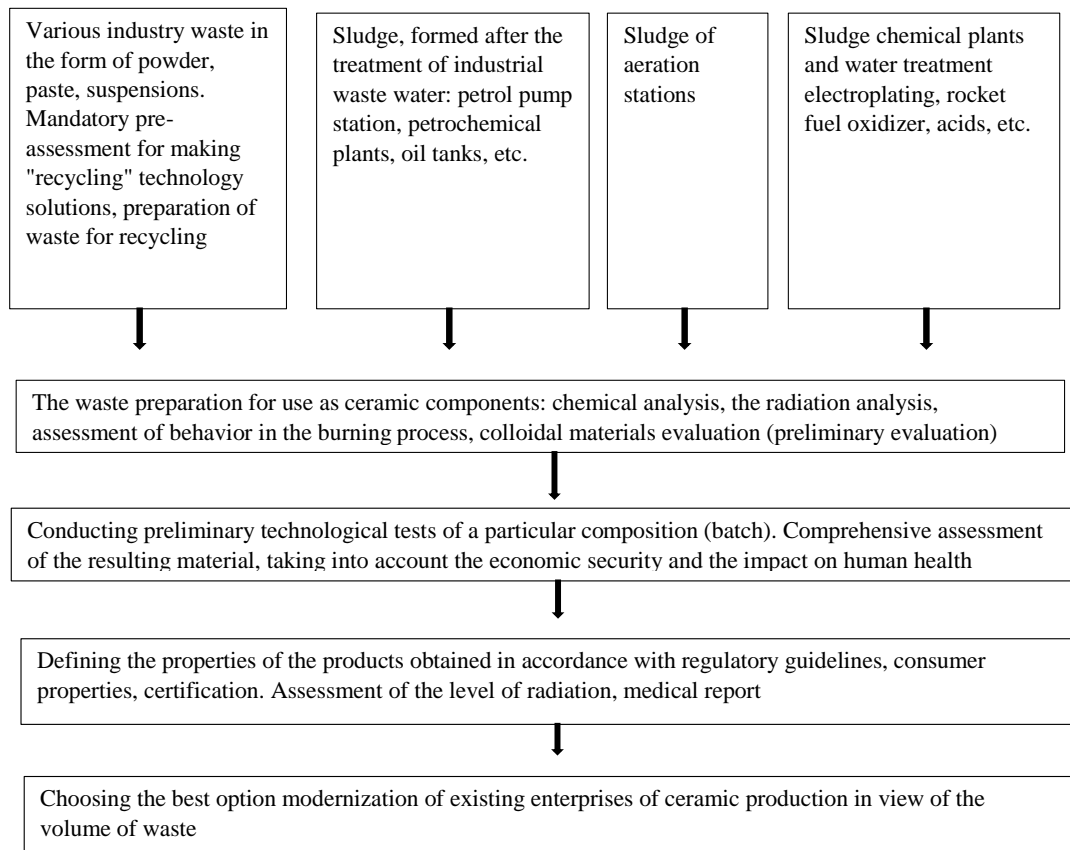 Various industry waste in
the form of powder,
paste, suspensions.
Mandatory pre-
assessment for making
"recycling" technology
solutions, preparation of
waste for recycling
Sludge, formed after the
treatment of industrial
waste water: petrol pump
station, petrochemical
plants, oil tanks, etc.
Sludge of
aeration
stations
Sludge chemical plants
and water treatment
electroplating, rocket
fuel oxidizer, acids, etc.
The waste preparation for use as ceramic components: chemical analysis, the radiation analysis,
assessment of behavior in the burning process, colloidal materials evaluation (preliminary evaluation)
Conducting preliminary technological tests of a particular composition (batch). Comprehensive assessment
of the resulting material, taking into account the economic security and the impact on human health
Defining the properties of the products obtained in accordance with regulatory guidelines, consumer
properties, certification. Assessment of the level of radiation, medical report
Choosing the best option modernization of existing enterprises of ceramic production in view of the
volume of waste